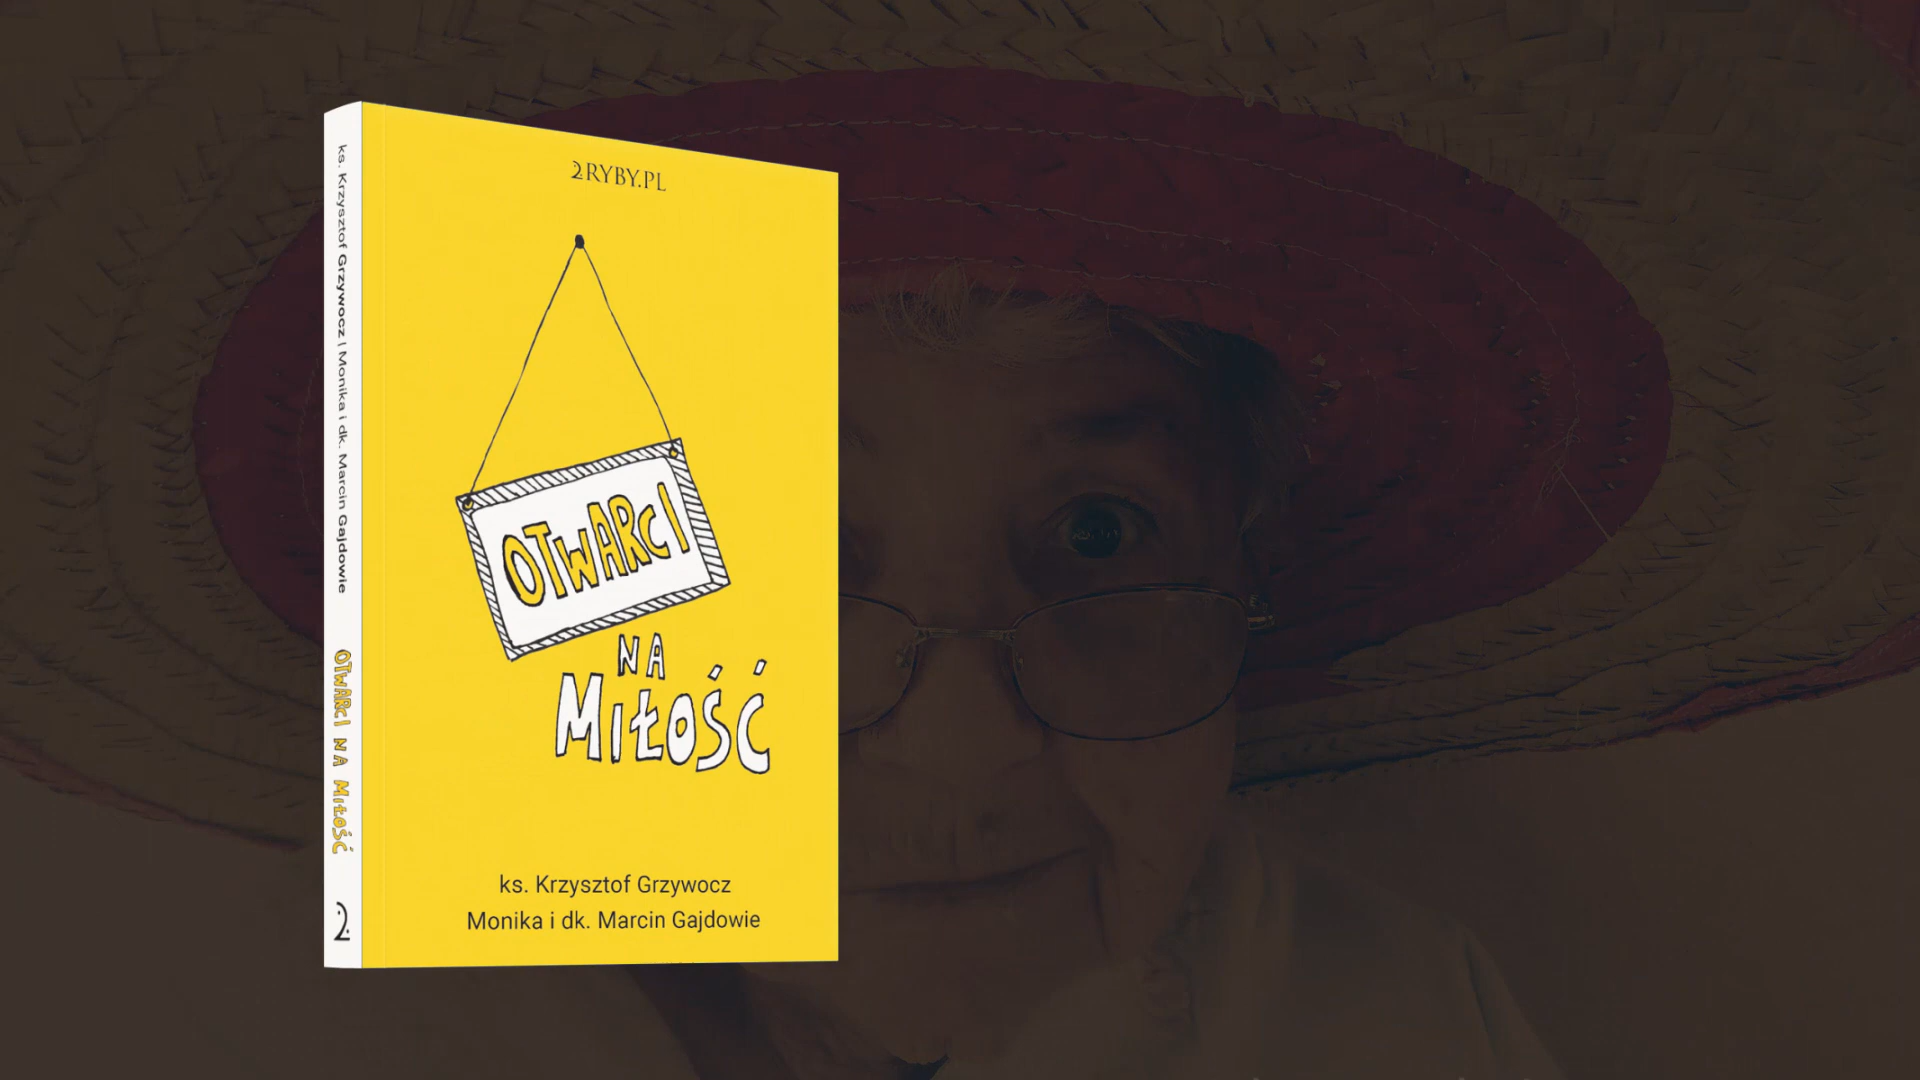 ks. Krzysztof Grzywocz | Monika i dk. Marcin Gajdowie
OTWARCI NA MIŁOŚĆ
2
2RYBY.PL
OTWARCI
NA
MIŁOŚĆ
ks. Krzysztof Grzywocz
Monika i dk. Marcin Gajdowie